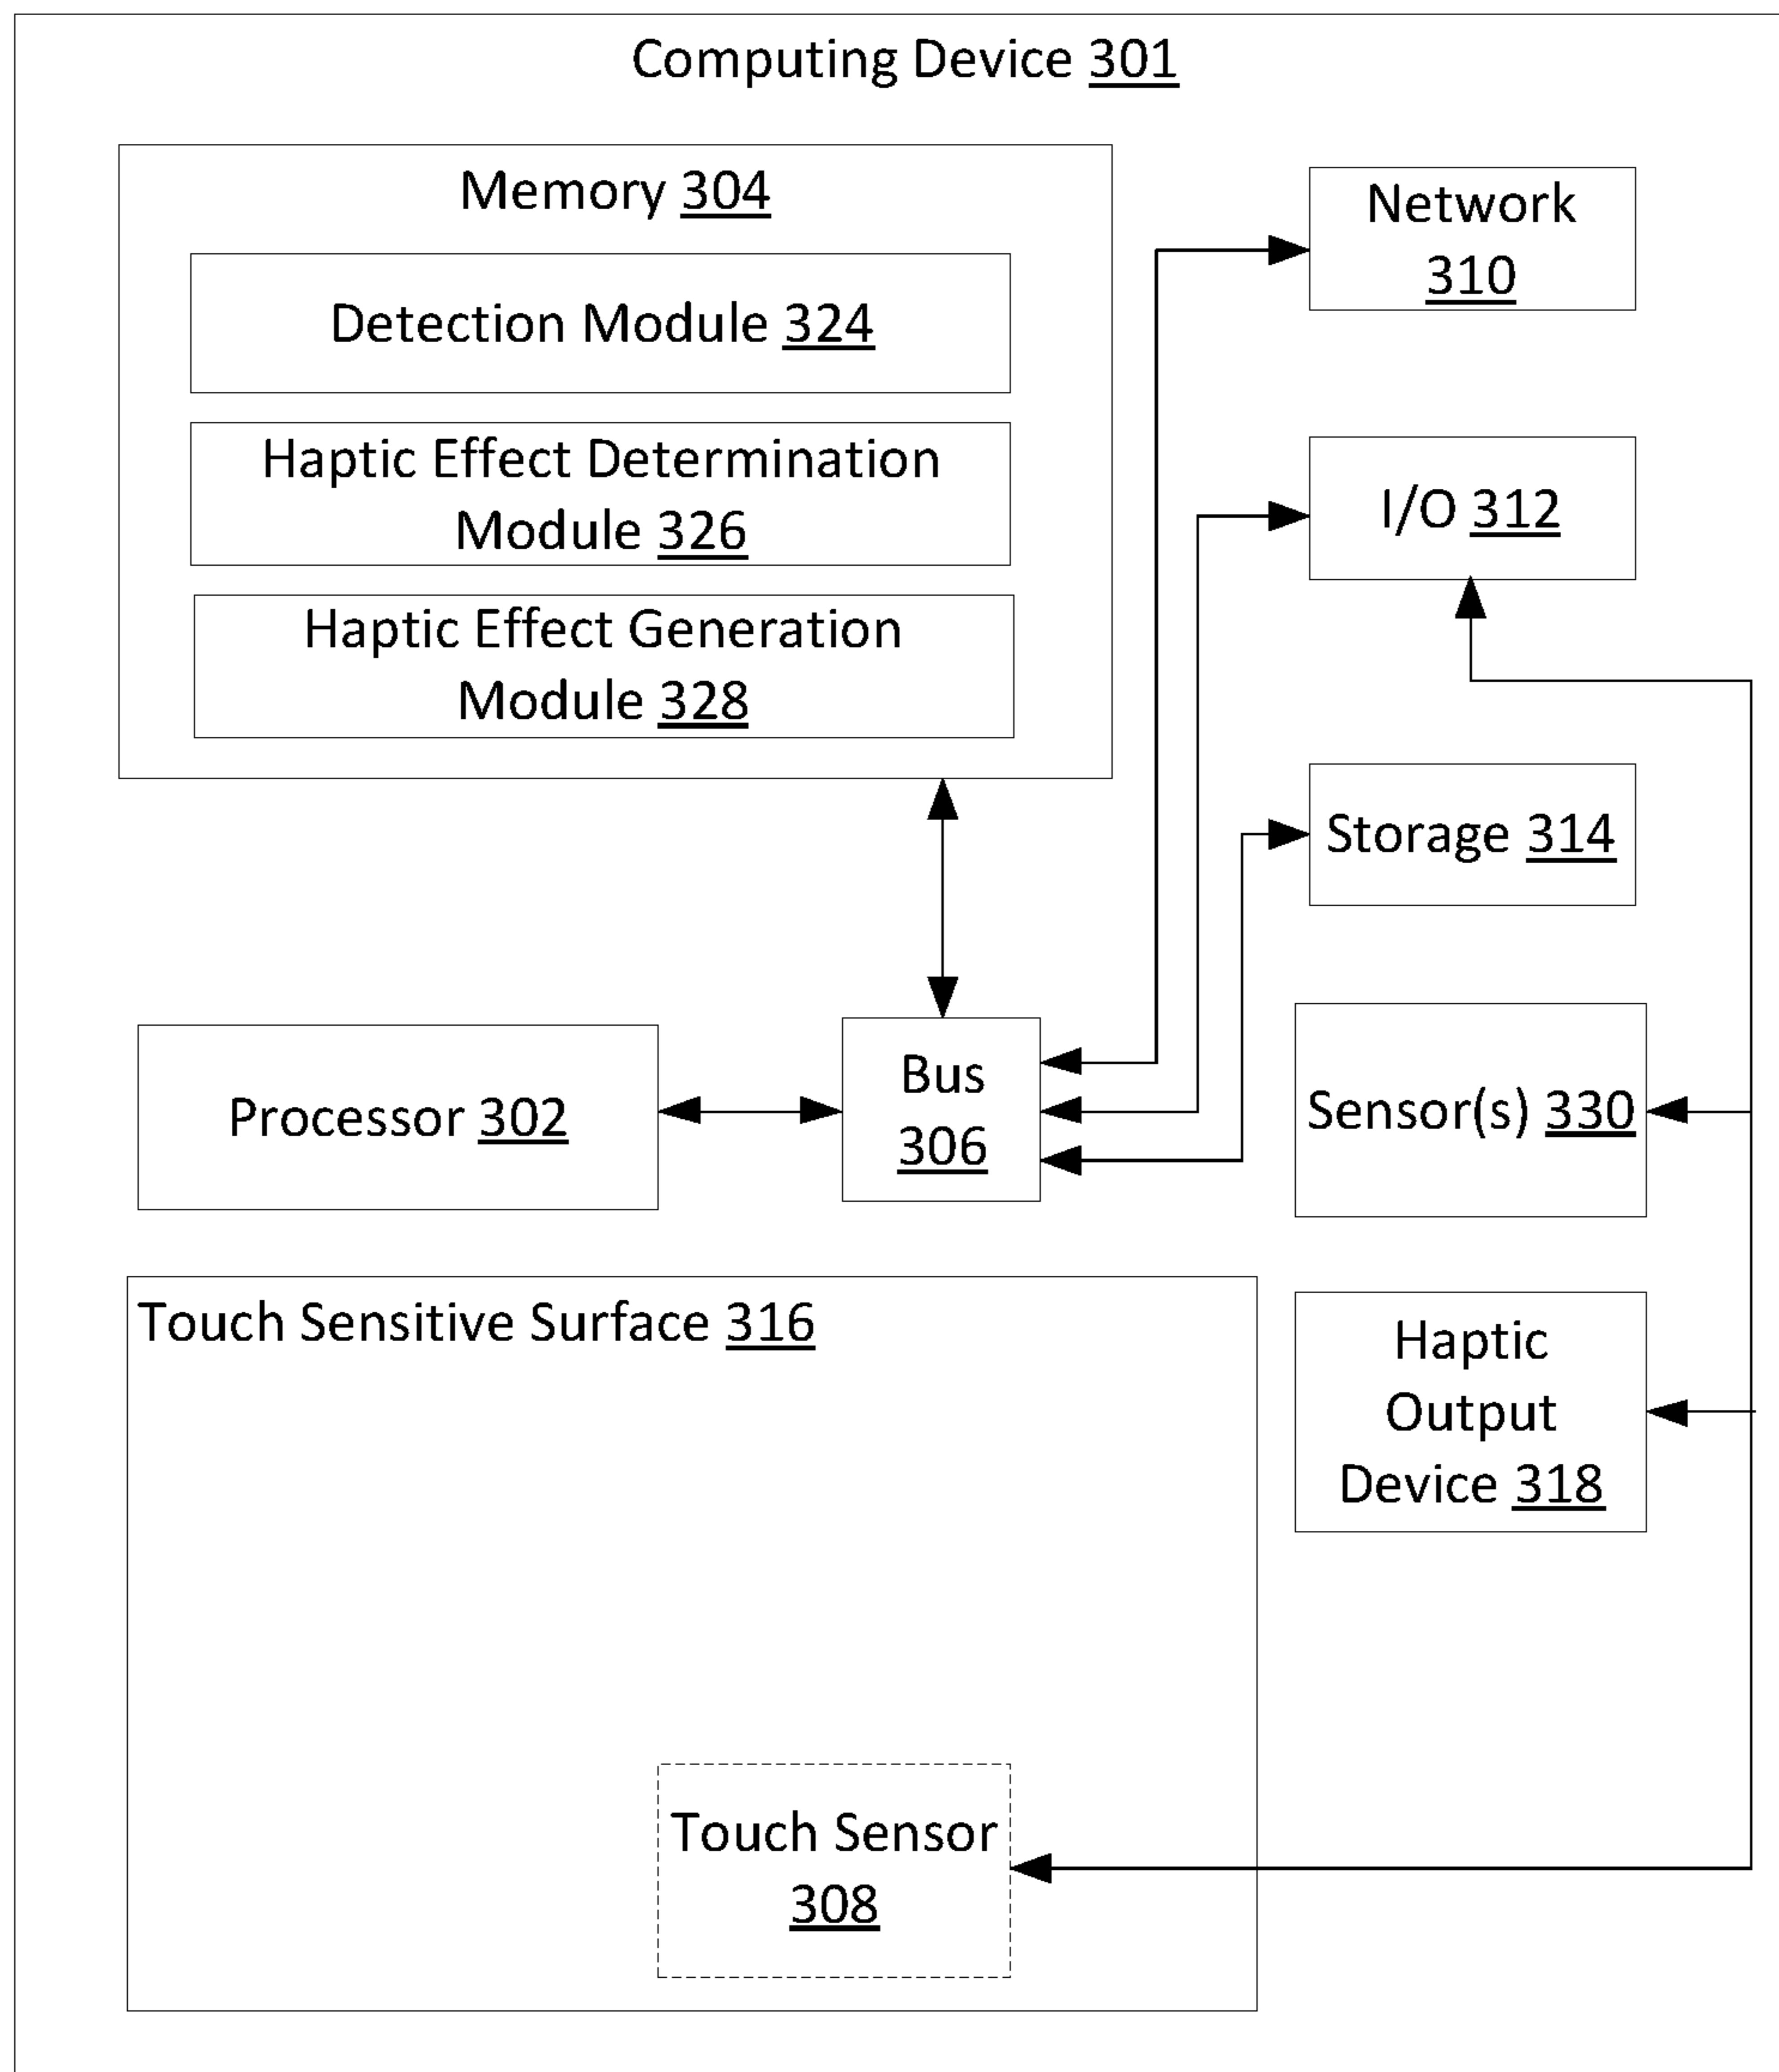 Computing Device 301
Memory 304
Detection Module 324
Haptic Effect Determination
Module 326
Haptic Effect Generation
Module 328
Network
310
I/O 312
Storage 314
Processor 302
Bus
306
Sensor(s) 330
Touch Sensitive Surface 316
Haptic
Output
Device 318
Touch Sensor
308